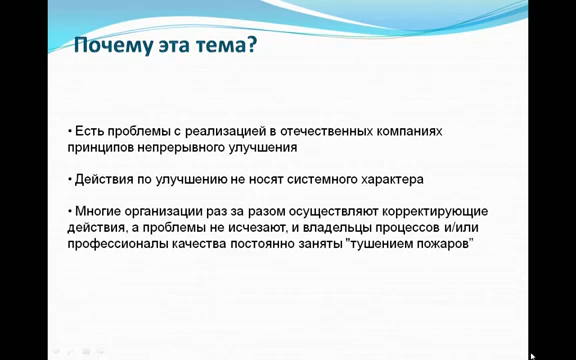 Почему эта тема?
• Есть проблемы с реализацией в отечественных компаниях
принципов непрерывного улучшения
• Действия по улучшению не носят системного характера
• Многие организации раз за разом осуществляют корректирующие
действия, а проблемы не исчезают, и владельцы процессов и/или
профессионалы качества постоянно заняты "тушением пожаров”